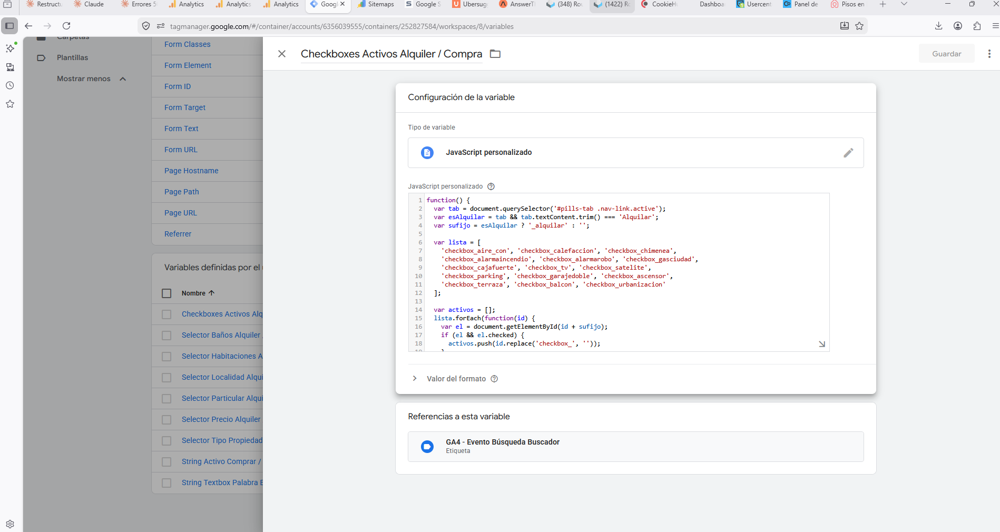 Restructu
Claude
Errores 5
Analytics
Analytics
Analytics
Googl
Sitemaps
Google S
Ubersug
AnswerT
(348) Ro
(1422) Ro
CookieH
Dashboa
Usercent
Panel de
Pisos en
tagmanager.google.com/#/container/accounts/6356039555/containers/252827584/workspaces/8/variables
Carpetas
Plantillas
Mostrar menos
Form Classes
Form Element
Form ID
Form Target
Form Text
Form URL
Page Hostname
Page Path
Page URL
Referrer
Variables definidas por el u
Nombre
Checkboxes Activos Alq
Selector Baños Alquiler
Selector Habitaciones A
Selector Localidad Alqui
Selector Particular Alqui
Selector Precio Alquiler
Selector Tipo Propiedad
String Activo Comprar /
String Textbox Palabra
Checkboxes Activos Alquiler / Compra
Guardar
Configuración de la variable
Tipo de variable
JavaScript personalizado
JavaScript personalizado
1 function() {
2 var tab = document.querySelector('#pills-tab .nav-link.active');
3 var esAlquilar = tab && tab.textContent.trim() === 'Alquilar';
4 var sufijo = esAlquilar ? '_alquilar' : '';
5
6 var lista = [
7 'checkbox_aire_con', 'checkbox_calefaccion', 'checkbox_chimenea',
8 'checkbox_alarmaincendio', 'checkbox_alarmarobo', 'checkbox_gasciudad',
9 'checkbox_cajafuerte', 'checkbox_tv', 'checkbox_satelite',
10 'checkbox_parking', 'checkbox_garajedoble', 'checkbox_ascensor',
11 'checkbox_terraza', 'checkbox_balcon', 'checkbox_urbanizacion'
12 ];
13
14 var activos = [];
15 lista.forEach(function(id) {
16 var el = document.getElementById(id + sufijo);
17 if (el && el.checked) {
18 activos.push(id.replace('checkbox_', ''));
19 }
Valor del formato
Referencias a esta variable
GA4 - Evento Búsqueda Buscador
Etiqueta